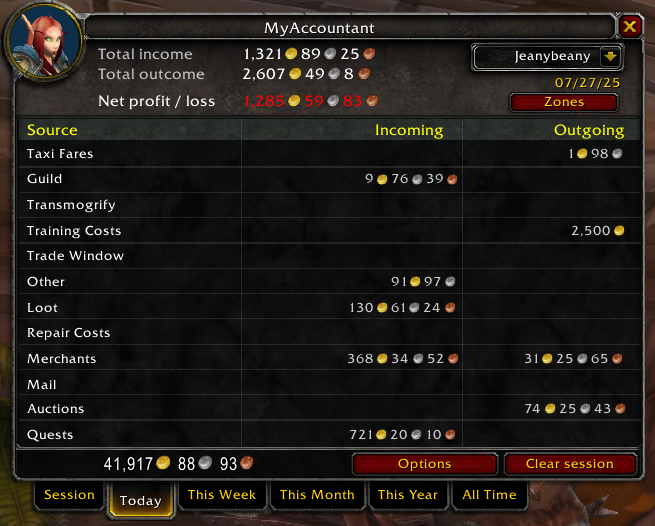 MyAccountant
Total income 1,321 89 25
Jeanybeany
Total outcome 2,607 49 8
07/27/25
Net profit / loss 1,285 59 83
Zones
Source Incoming Outgoing
Taxi Fares 1 98
Guild 9 76 39
Transmogrify
Training Costs 2,500
Trade Window
Other 91 97
Loot 130 61 24
Repair Costs
Merchants 368 34 52 31 25 65
Mail
Auctions 74 25 43
Quests 721 20 10
41,917 88 93 Options Clear session
Session Today This Week This Month This Year All Time